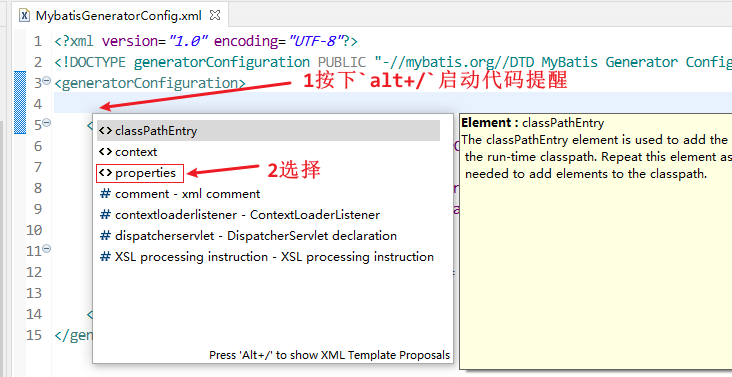 MybatisGeneratorConfig.xml
1 <?xml version="1.0" encoding="UTF-8"?>
2 <!DOCTYPE generatorConfiguration PUBLIC "-//mybatis.org//DTD MyBatis Generator Config
3 <generatorConfiguration>
1按下`alt+/`启动代码提醒
4
5 <
classPathEntry
6
context
7
properties
2选择
8
comment - xml comment
9
contextloaderlistener - ContextLoaderListener
10
dispatcherservlet - DispatcherServlet declaration
11
XSL processing instruction - XSL processing instruction
12
13
14 <
15 </gen
Press 'Alt+/' to show XML Template Proposals
Element : classPathEntry
The classPathEntry element is used to add the
the run-time classpath. Repeat this element as
needed to add elements to the classpath.